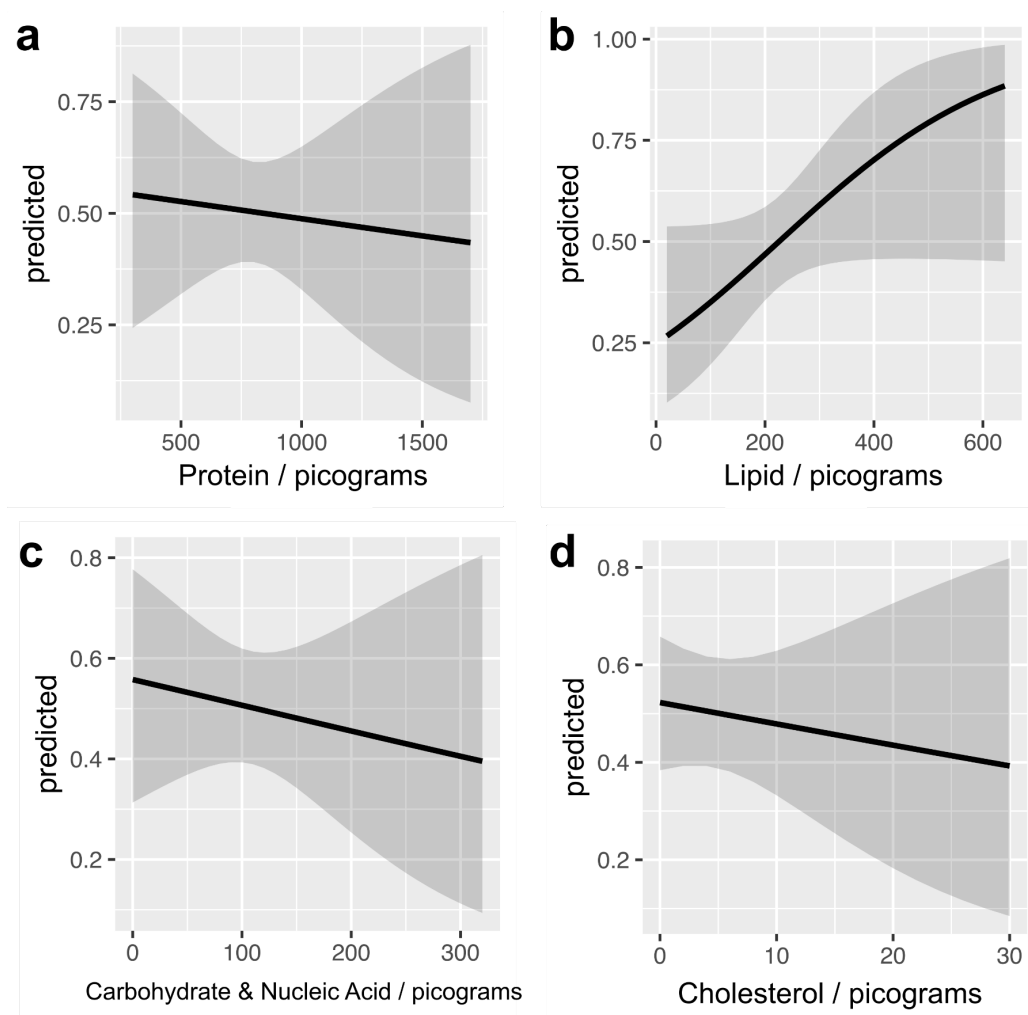 a
predicted
0.75
0.50
0.25
500 1000 1500
Protein / picograms
b
predicted
1.00
0.75
0.50
0.25
0 200 400 600
Lipid / picograms
c
predicted
0.8
0.6
0.4
0.2
0 100 200 300
Carbohydrate & Nucleic Acid / picograms
d
predicted
0.8
0.6
0.4
0.2
0 10 20 30
Cholesterol / picograms